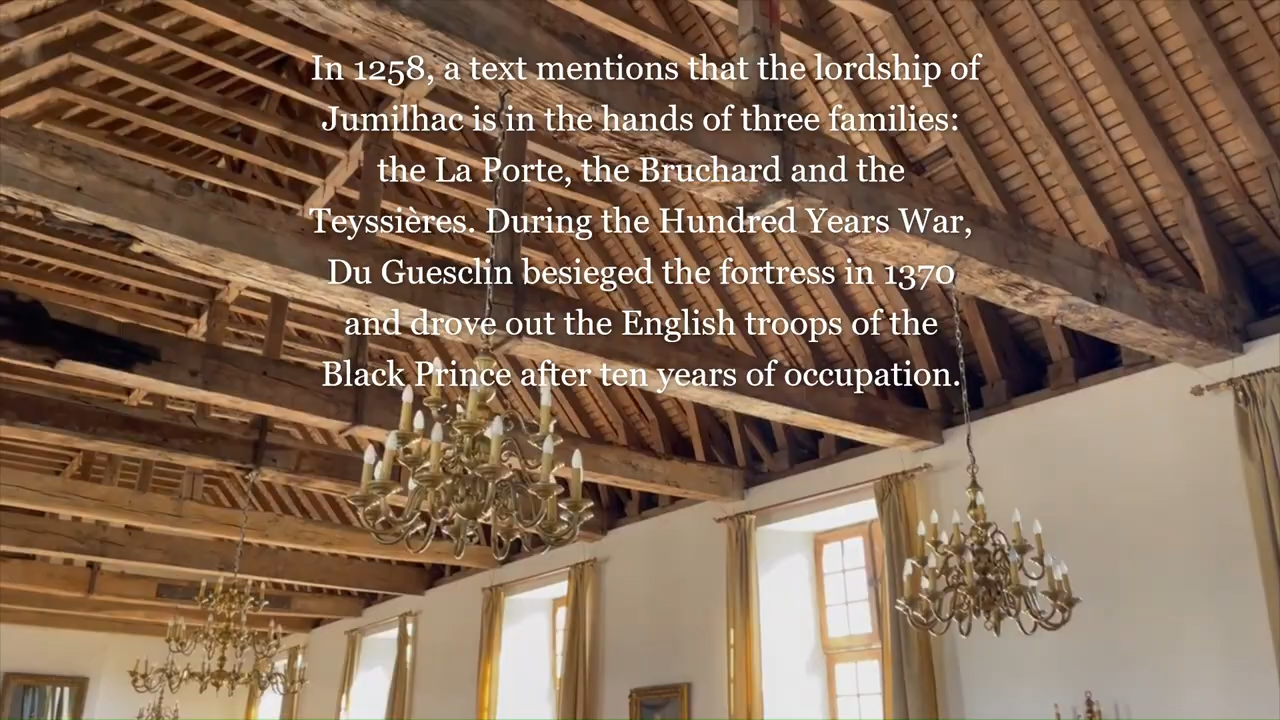 In 1258, a text mentions that the lordship of
Jumilhac is in the hands of three families:
the La Porte, the Bruchard and the
Teyssières. During the Hundred Years War,
Du Guesclin besieged the fortress in 1370
and drove out the English troops of the
Black Prince after ten years of occupation.